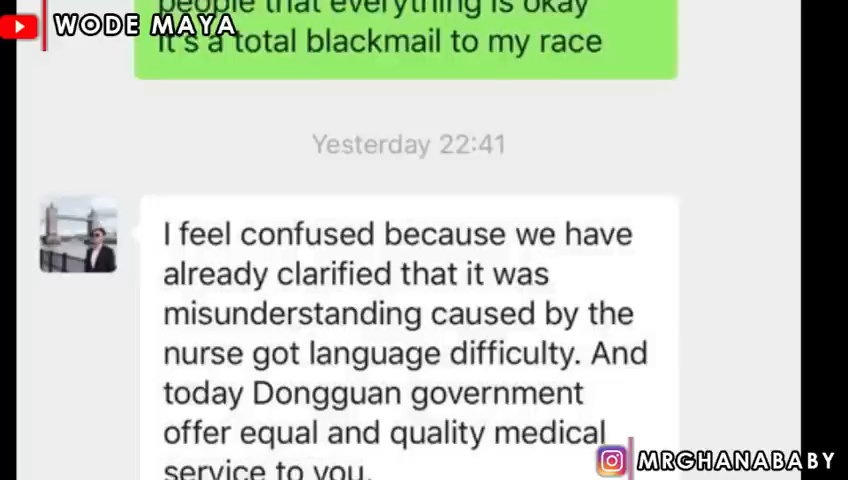 WODE MAYA
people that everything is okay
It's a total blackmail to my race
Yesterday 22:41
I feel confused because we have
already clarified that it was
misunderstanding caused by the
nurse got language difficulty. And
today Dongguan government
offer equal and quality medical
service to you.
MRGHANABABY